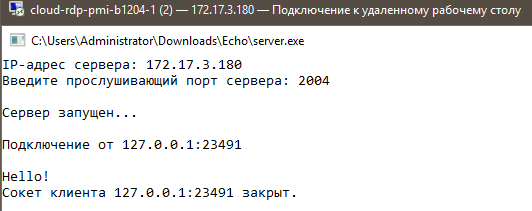 cloud-rdp-pmi-b1204-1 (2) — 172.17.3.180 — Подключение к удаленному рабочему столу
C:\Users\Administrator\Downloads\Echo\server.exe
IP-адрес сервера: 172.17.3.180
Введите прослушивающий порт сервера: 2004
Сервер запущен...
Подключение от 127.0.0.1:23491
Hello!
Сокет клиента 127.0.0.1:23491 закрыт.